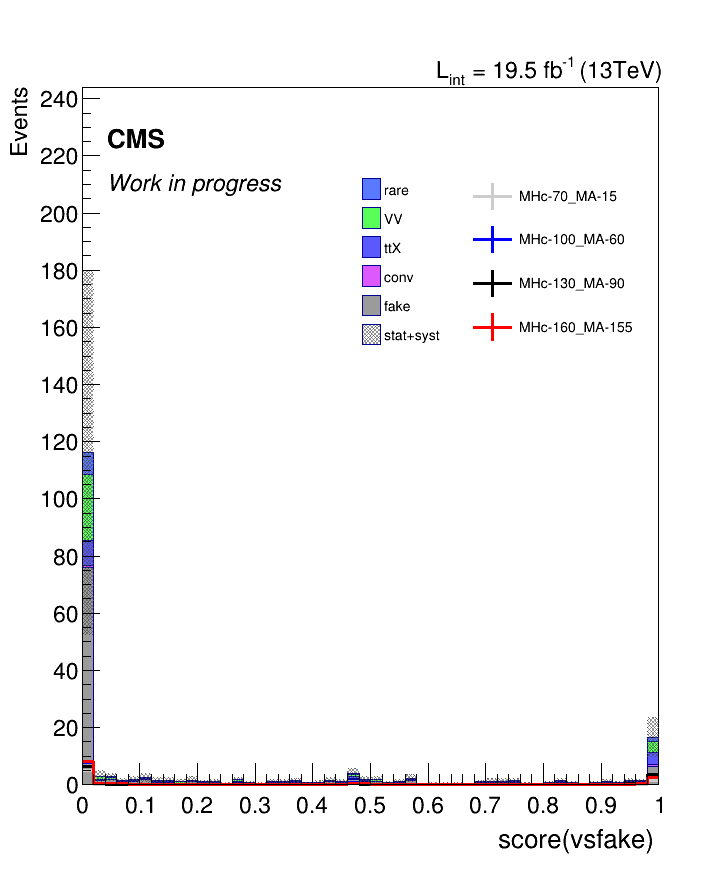 L_int = 19.5 fb^-1 (13TeV)
Events
240
220
200
180
160
140
120
100
80
60
40
20
0
CMS
Work in progress
rare
VV
ttX
conv
fake
stat+syst
MHc-70_MA-15
MHc-100_MA-60
MHc-130_MA-90
MHc-160_MA-155
0 0.1 0.2 0.3 0.4 0.5 0.6 0.7 0.8 0.9 1
score(vsfake)